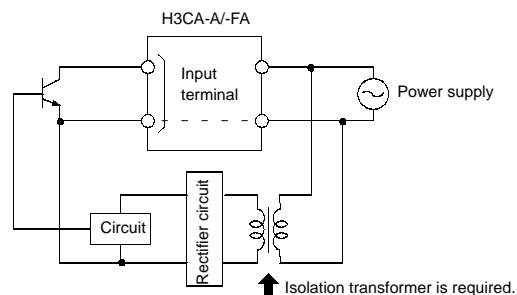 H3CA-A/-FA
Input
terminal
Power supply
Circuit
Rectifier circuit
Isolation transformer is required.